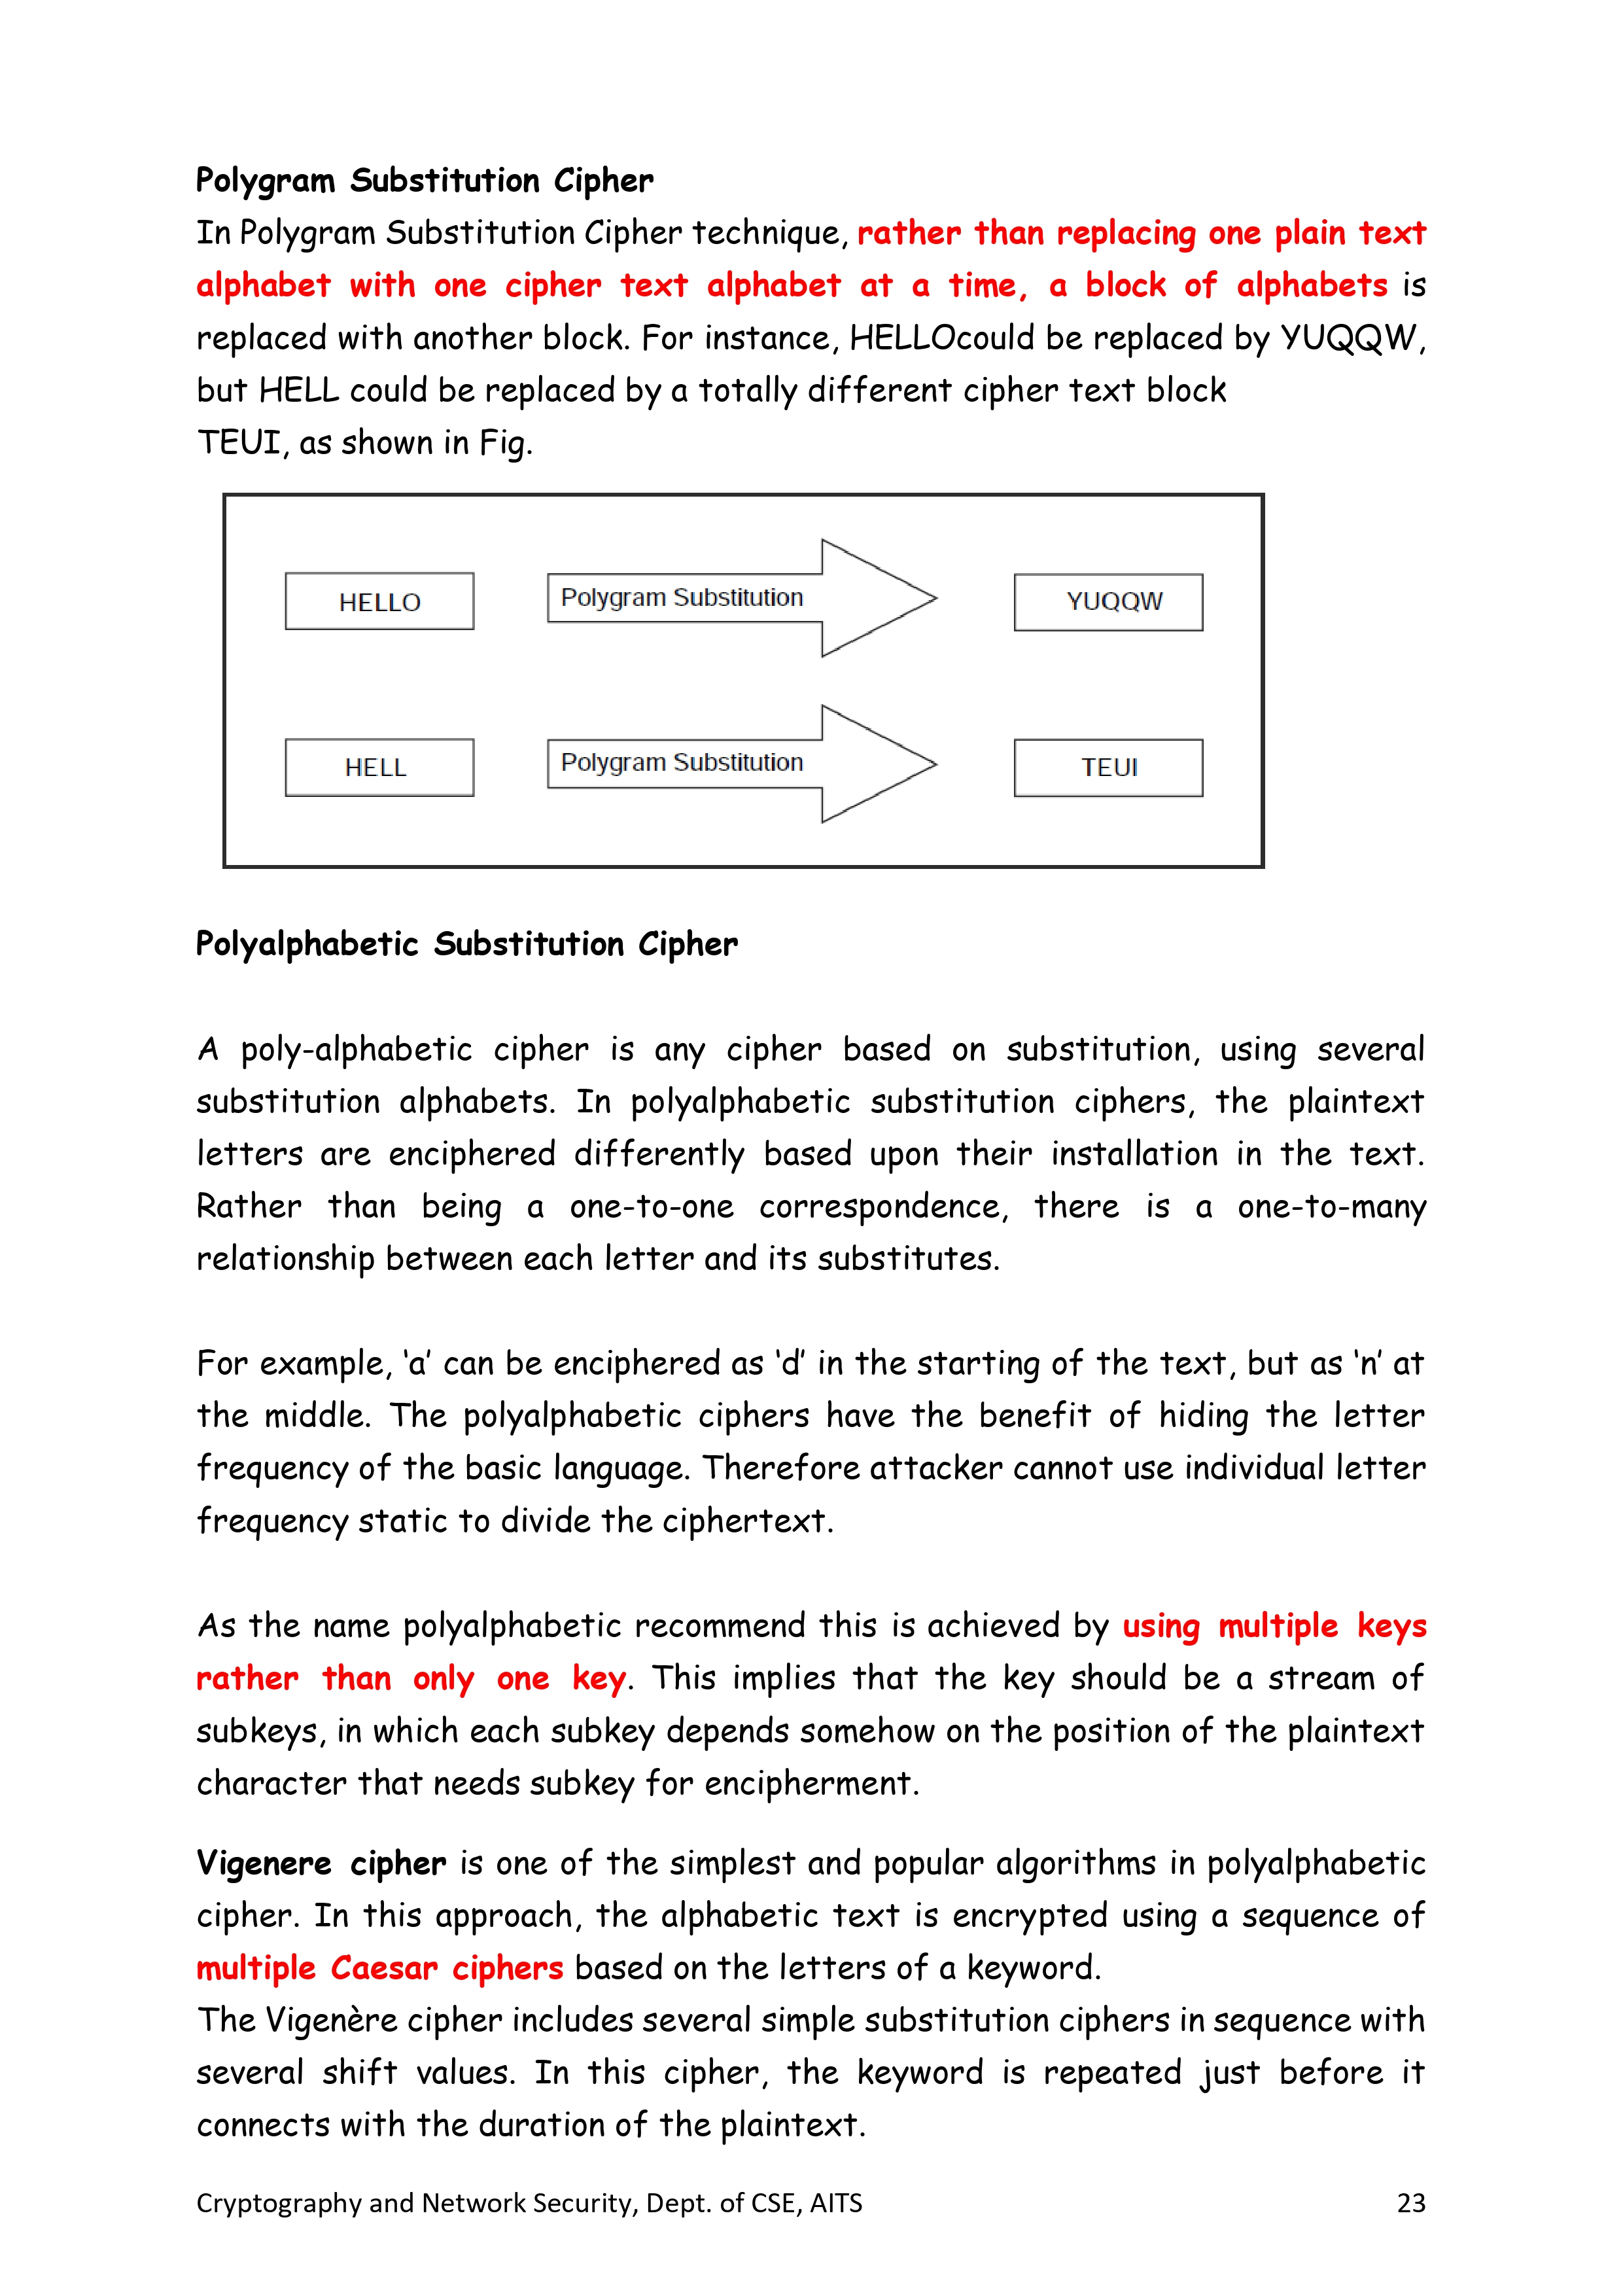 Polygram Substitution Cipher
In Polygram Substitution Cipher technique, rather than replacing one plain text
alphabet with one cipher text alphabet at a time, a block of alphabets is
replaced with another block. For instance, HELLOcould be replaced by YUQQW,
but HELL could be replaced by a totally different cipher text block
TEUI, as shown in Fig.
HELLO Polygram Substitution YUQQW
HELL Polygram Substitution TEUI
Polyalphabetic Substitution Cipher
A poly-alphabetic cipher is any cipher based on substitution, using several
substitution alphabets. In polyalphabetic substitution ciphers, the plaintext
letters are enciphered differently based upon their installation in the text.
Rather than being a one-to-one correspondence, there is a one-to-many
relationship between each letter and its substitutes.
For example, ‘a’ can be enciphered as ‘d’ in the starting of the text, but as ‘n’ at
the middle. The polyalphabetic ciphers have the benefit of hiding the letter
frequency of the basic language. Therefore attacker cannot use individual letter
frequency static to divide the ciphertext.
As the name polyalphabetic recommend this is achieved by using multiple keys
rather than only one key. This implies that the key should be a stream of
subkeys, in which each subkey depends somehow on the position of the plaintext
character that needs subkey for encipherment.
Vigenere cipher is one of the simplest and popular algorithms in polyalphabetic
cipher. In this approach, the alphabetic text is encrypted using a sequence of
multiple Caesar ciphers based on the letters of a keyword.
The Vigenère cipher includes several simple substitution ciphers in sequence with
several shift values. In this cipher, the keyword is repeated just before it
connects with the duration of the plaintext.
Cryptography and Network Security, Dept. of CSE, AITS 23